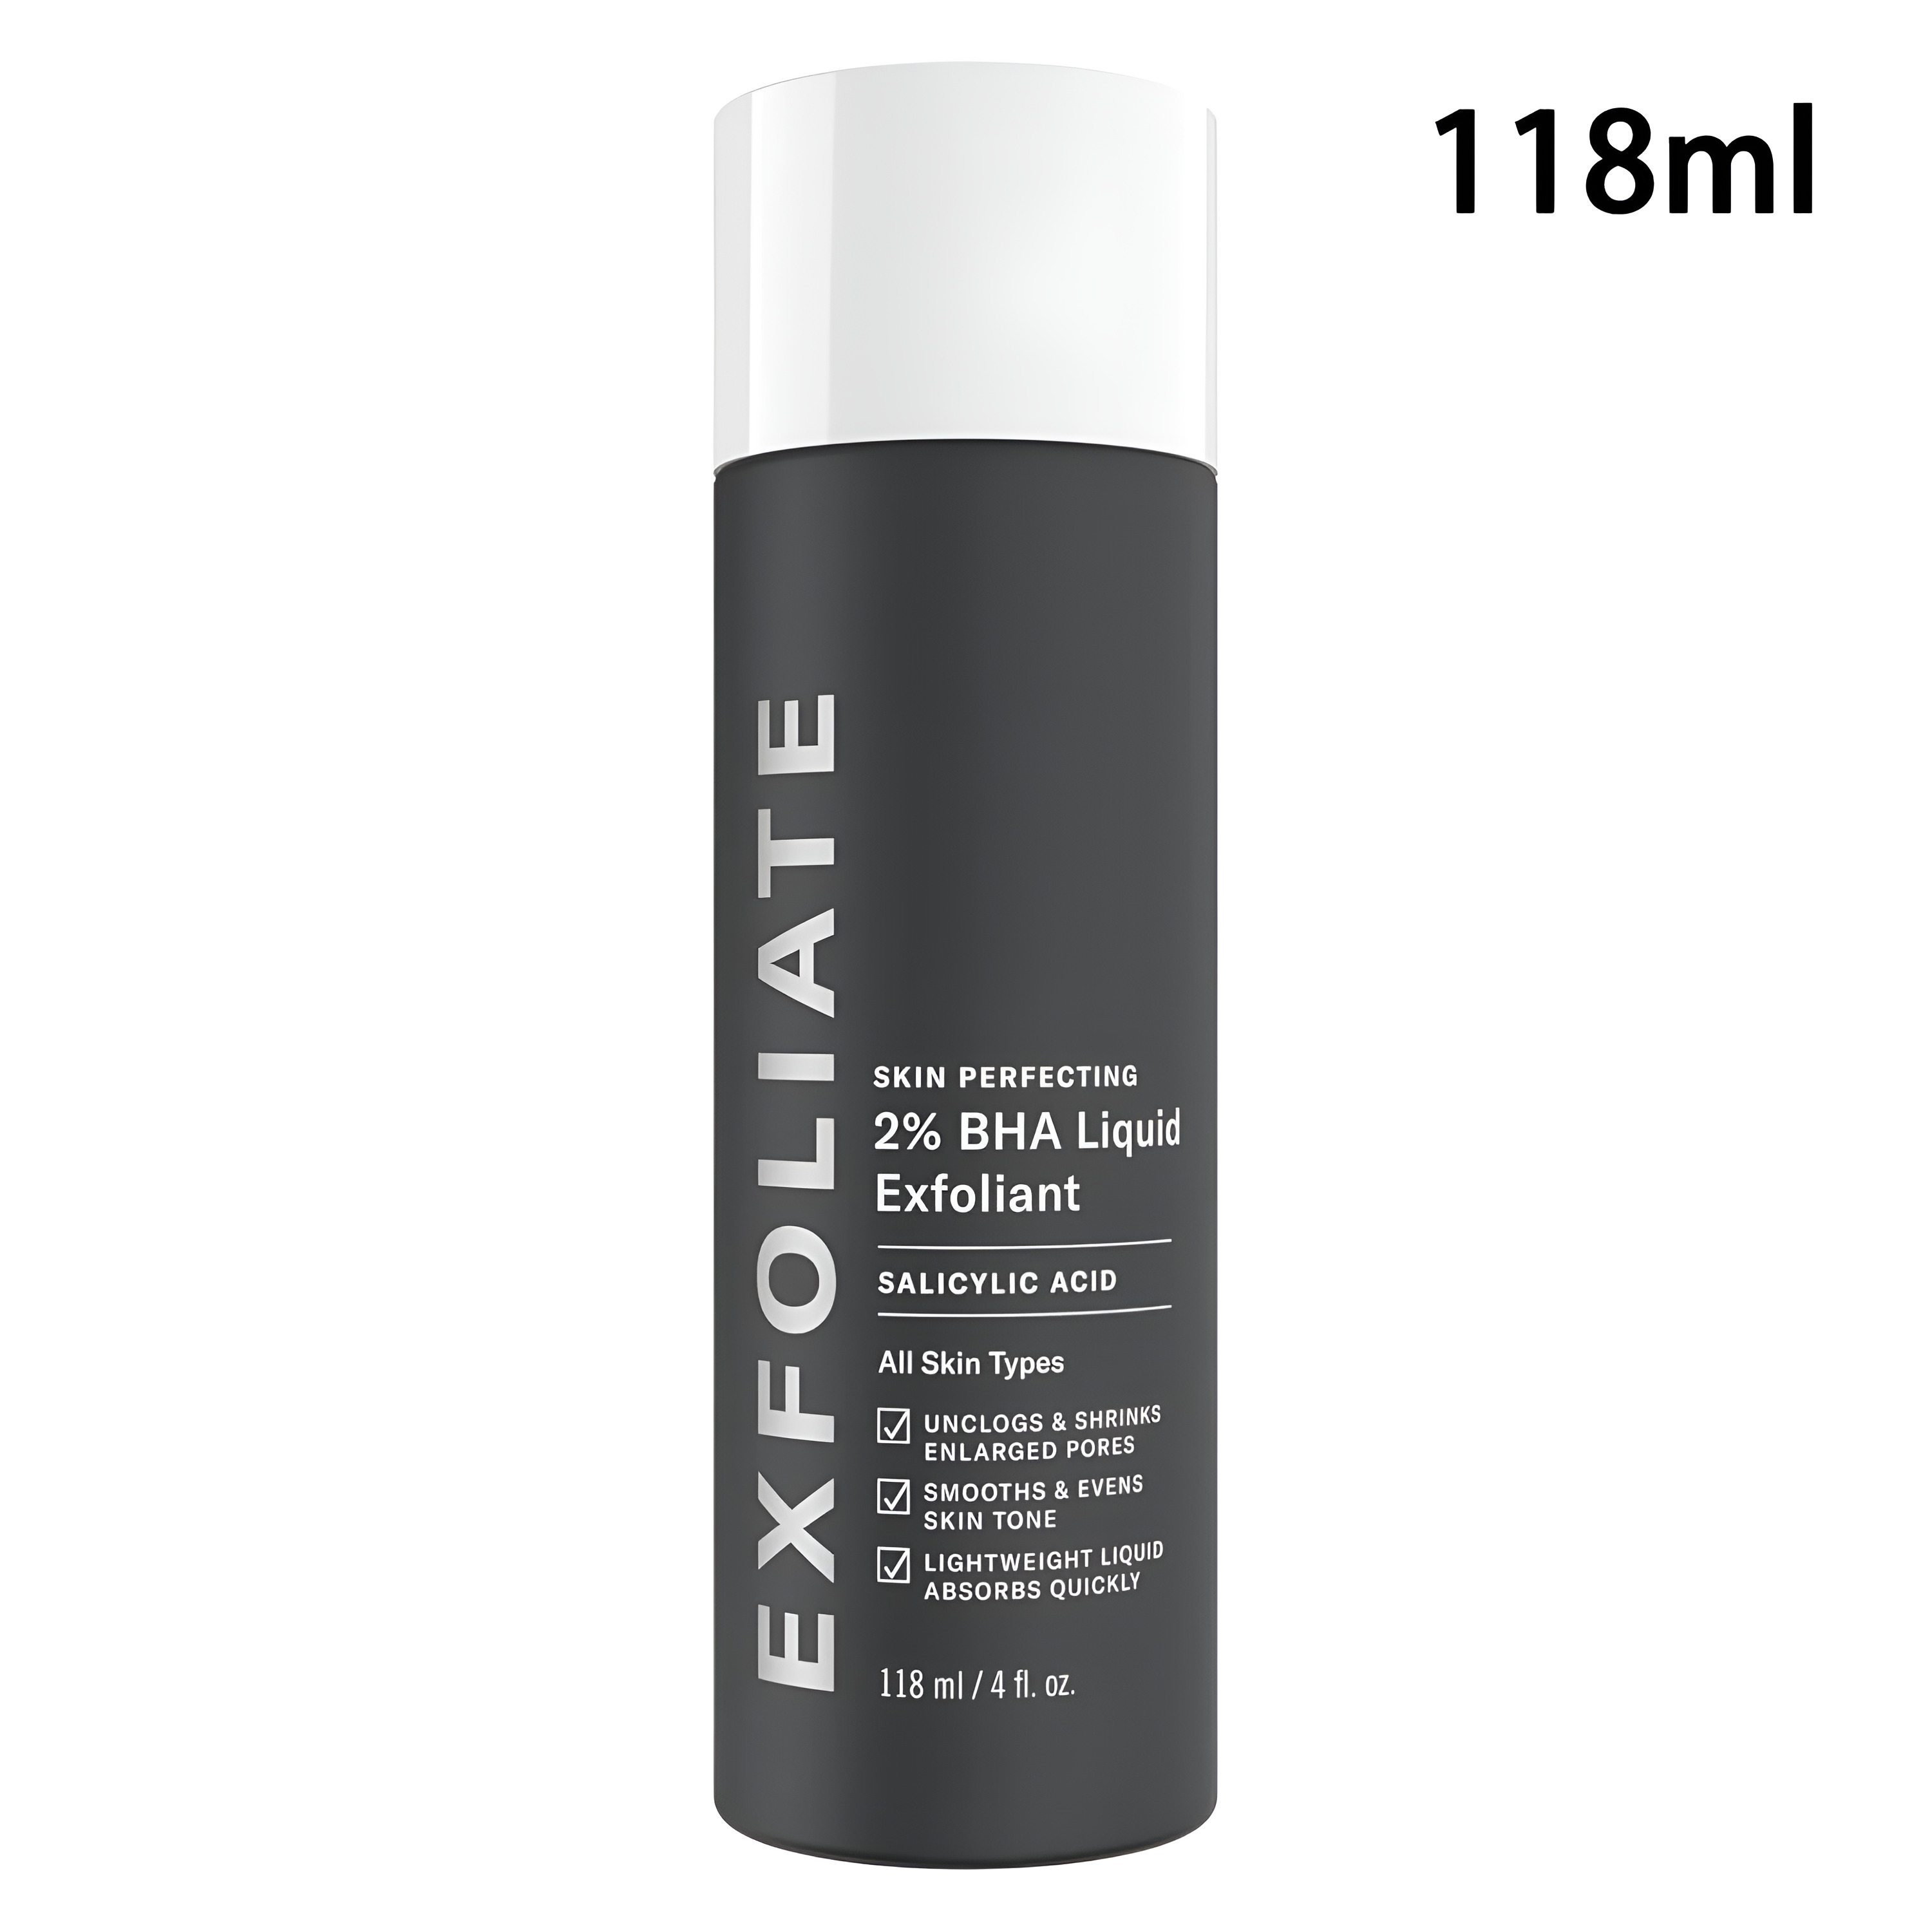 118ml
EXFOLIATE
SKIN PERFECTING
2% BHA Liquid
Exfoliant
SALICYLIC ACID
All Skin Types
UNCLOGS & SHRINKS
ENLARGED PORES
SMOOTHS & EVENS
SKIN TONE
LIGHTWEIGHT LIQUID
ABSORBS QUICKLY
118 ml / 4 fl. oz.